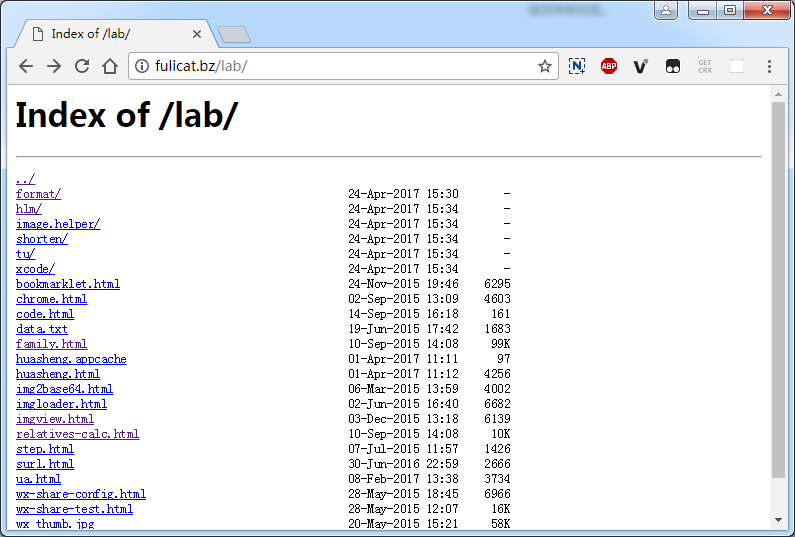 Index of /lab/
fulicat.bz/lab/
N ABP V GET CRX
Index of /lab/
../
format/ 24-Apr-2017 15:30 -
hlm/ 24-Apr-2017 15:34 -
image.helper/ 24-Apr-2017 15:34 -
shorten/ 24-Apr-2017 15:34 -
tu/ 24-Apr-2017 15:34 -
xcode/ 24-Apr-2017 15:34 -
bookmarklet.html 24-Nov-2015 19:46 6295
chrome.html 02-Sep-2015 13:09 4603
code.html 14-Sep-2015 16:18 161
data.txt 19-Jun-2015 17:42 1683
family.html 10-Sep-2015 14:08 99K
huasheng.appcache 01-Apr-2017 11:11 97
huasheng.html 01-Apr-2017 11:12 4256
img2base64.html 06-Mar-2015 13:59 4002
imgloader.html 02-Jun-2015 16:40 6682
imgview.html 03-Dec-2015 13:18 6139
relatives-calc.html 10-Sep-2015 14:08 10K
step.html 07-Jul-2015 11:57 1426
surl.html 30-Jun-2016 22:59 2666
ua.html 08-Feb-2017 13:38 3734
wx-share-config.html 28-May-2015 18:45 6966
wx-share-test.html 28-May-2015 12:07 16K
wx_thumb.jpg 20-May-2015 15:21 58K